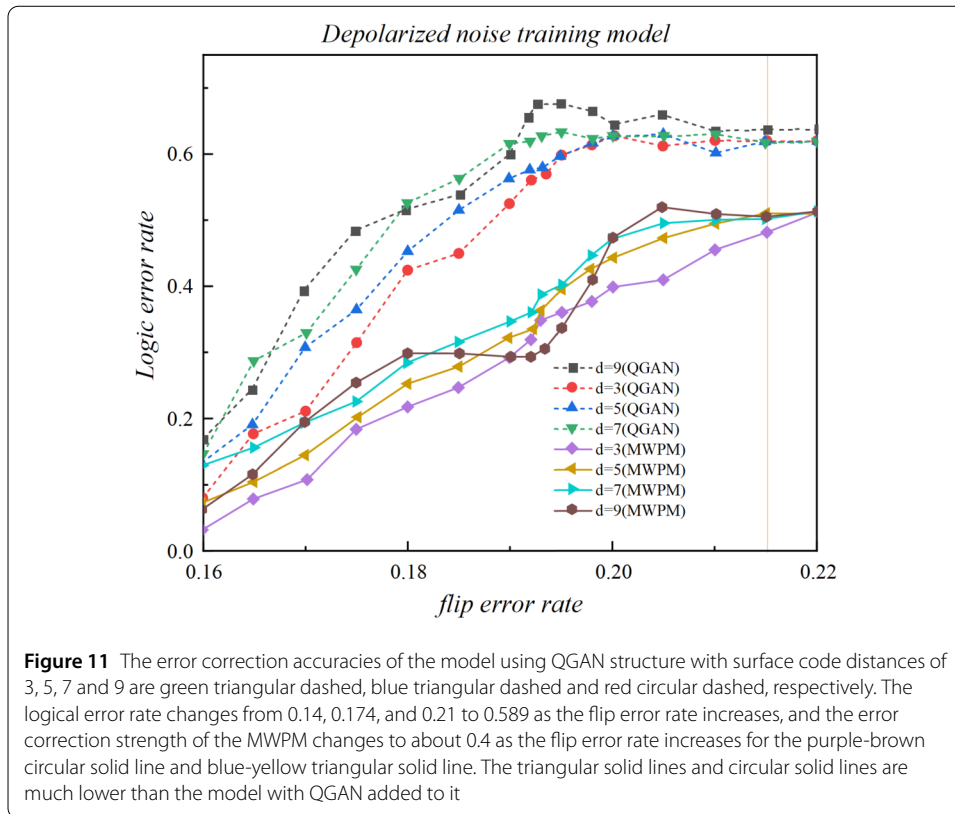 Depolarized noise training model
Logic error rate
0.6
0.4
0.2
0.0
d=9(QGAN)
d=3(QGAN)
d=5(QGAN)
d=7(QGAN)
d=3(MWPM)
d=5(MWPM)
d=7(MWPM)
d=9(MWPM)
0.16 0.18 0.20 0.22
flip error rate
Figure 11 The error correction accuracies of the model using QGAN structure with surface code distances of
3, 5, 7 and 9 are green triangular dashed, blue triangular dashed and red circular dashed, respectively. The
logical error rate changes from 0.14, 0.174, and 0.21 to 0.589 as the flip error rate increases, and the error
correction strength of the MWPM changes to about 0.4 as the flip error rate increases for the purple-brown
circular solid line and blue-yellow triangular solid line. The triangular solid lines and circular solid lines are
much lower than the model with QGAN added to it